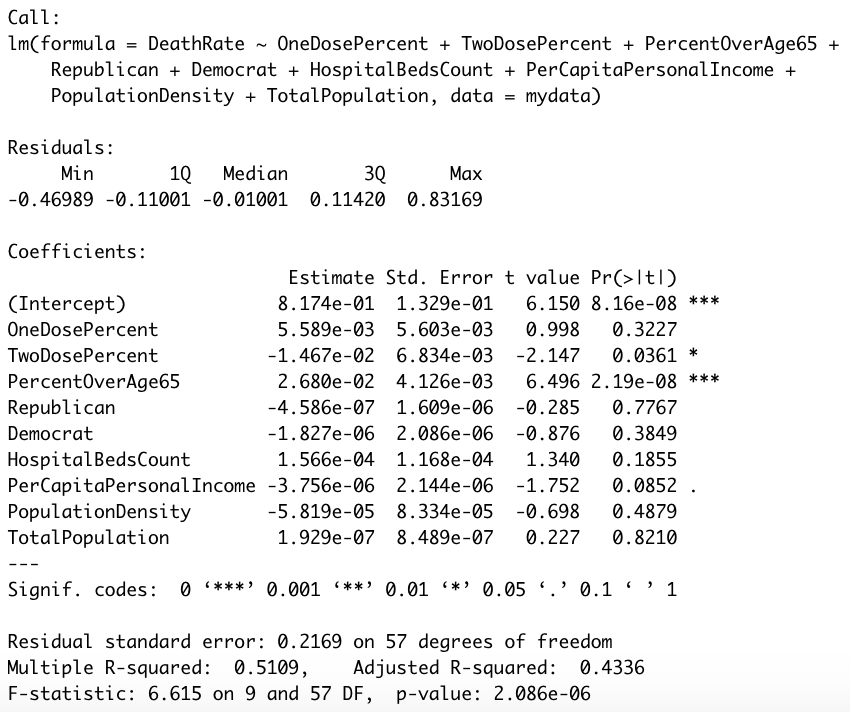 Call:
lm(formula = DeathRate ~ OneDosePercent + TwoDosePercent + PercentOverAge65 +
    Republican + Democrat + HospitalBedsCount + PerCapitaPersonalIncome +
    PopulationDensity + TotalPopulation, data = mydata)

Residuals:
     Min       1Q   Median       3Q      Max
-0.46989 -0.11001 -0.01001  0.11420  0.83169

Coefficients:
                          Estimate Std. Error t value Pr(>|t|)
(Intercept)              8.174e-01  1.329e-01   6.150 8.16e-08 ***
OneDosePercent           5.589e-03  5.603e-03   0.998   0.3227
TwoDosePercent          -1.467e-02  6.834e-03  -2.147   0.0361 *
PercentOverAge65         2.680e-02  4.126e-03   6.496 2.19e-08 ***
Republican              -4.586e-07  1.609e-06  -0.285   0.7767
Democrat                -1.827e-06  2.086e-06  -0.876   0.3849
HospitalBedsCount        1.566e-04  1.168e-04   1.340   0.1855
PerCapitaPersonalIncome -3.756e-06  2.144e-06  -1.752   0.0852 .
PopulationDensity       -5.819e-05  8.334e-05  -0.698   0.4879
TotalPopulation          1.929e-07  8.489e-07   0.227   0.8210
---
Signif. codes:  0 ‘***’ 0.001 ‘**’ 0.01 ‘*’ 0.05 ‘.’ 0.1 ‘ ’ 1

Residual standard error: 0.2169 on 57 degrees of freedom
Multiple R-squared:  0.5109,    Adjusted R-squared:  0.4336
F-statistic: 6.615 on 9 and 57 DF,  p-value: 2.086e-06